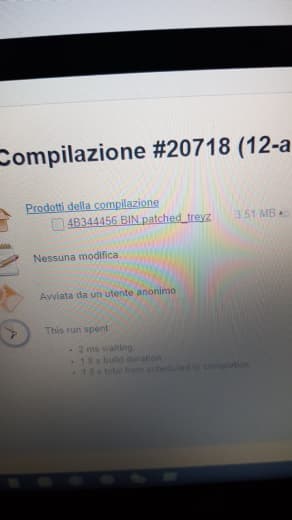 Compilazione #20718 (12-a
Prodotti della compilazione
4B344456.BIN.patched_treyz 3.51 MB
Nessuna modifica.
Avviata da un utente anonimo
This run spent:
2 ms waiting;
1.8 s build duration;
1.8 s total from scheduled to completion.